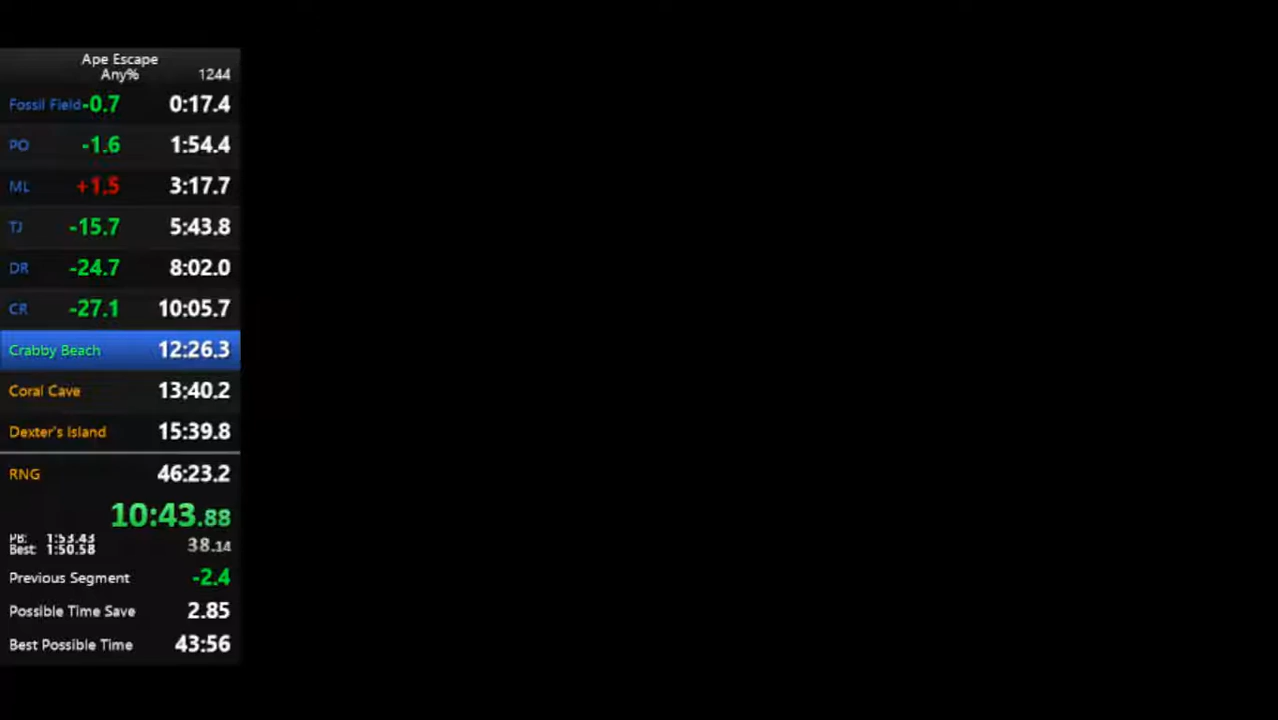 Ape Escape
Any% 1244
Fossil Field -0.7 0:17.4
PO -1.6 1:54.4
ML +1.5 3:17.7
TJ -15.7 5:43.8
DR -24.7 8:02.0
CR -27.1 10:05.7
Crabby Beach 12:26.3
Coral Cave 13:40.2
Dexter's Island 15:39.8
RNG 46:23.2
10:43.88
PB: 1:53.43
Best: 1:50.58 38.14
Previous Segment -2.4
Possible Time Save 2.85
Best Possible Time 43:56